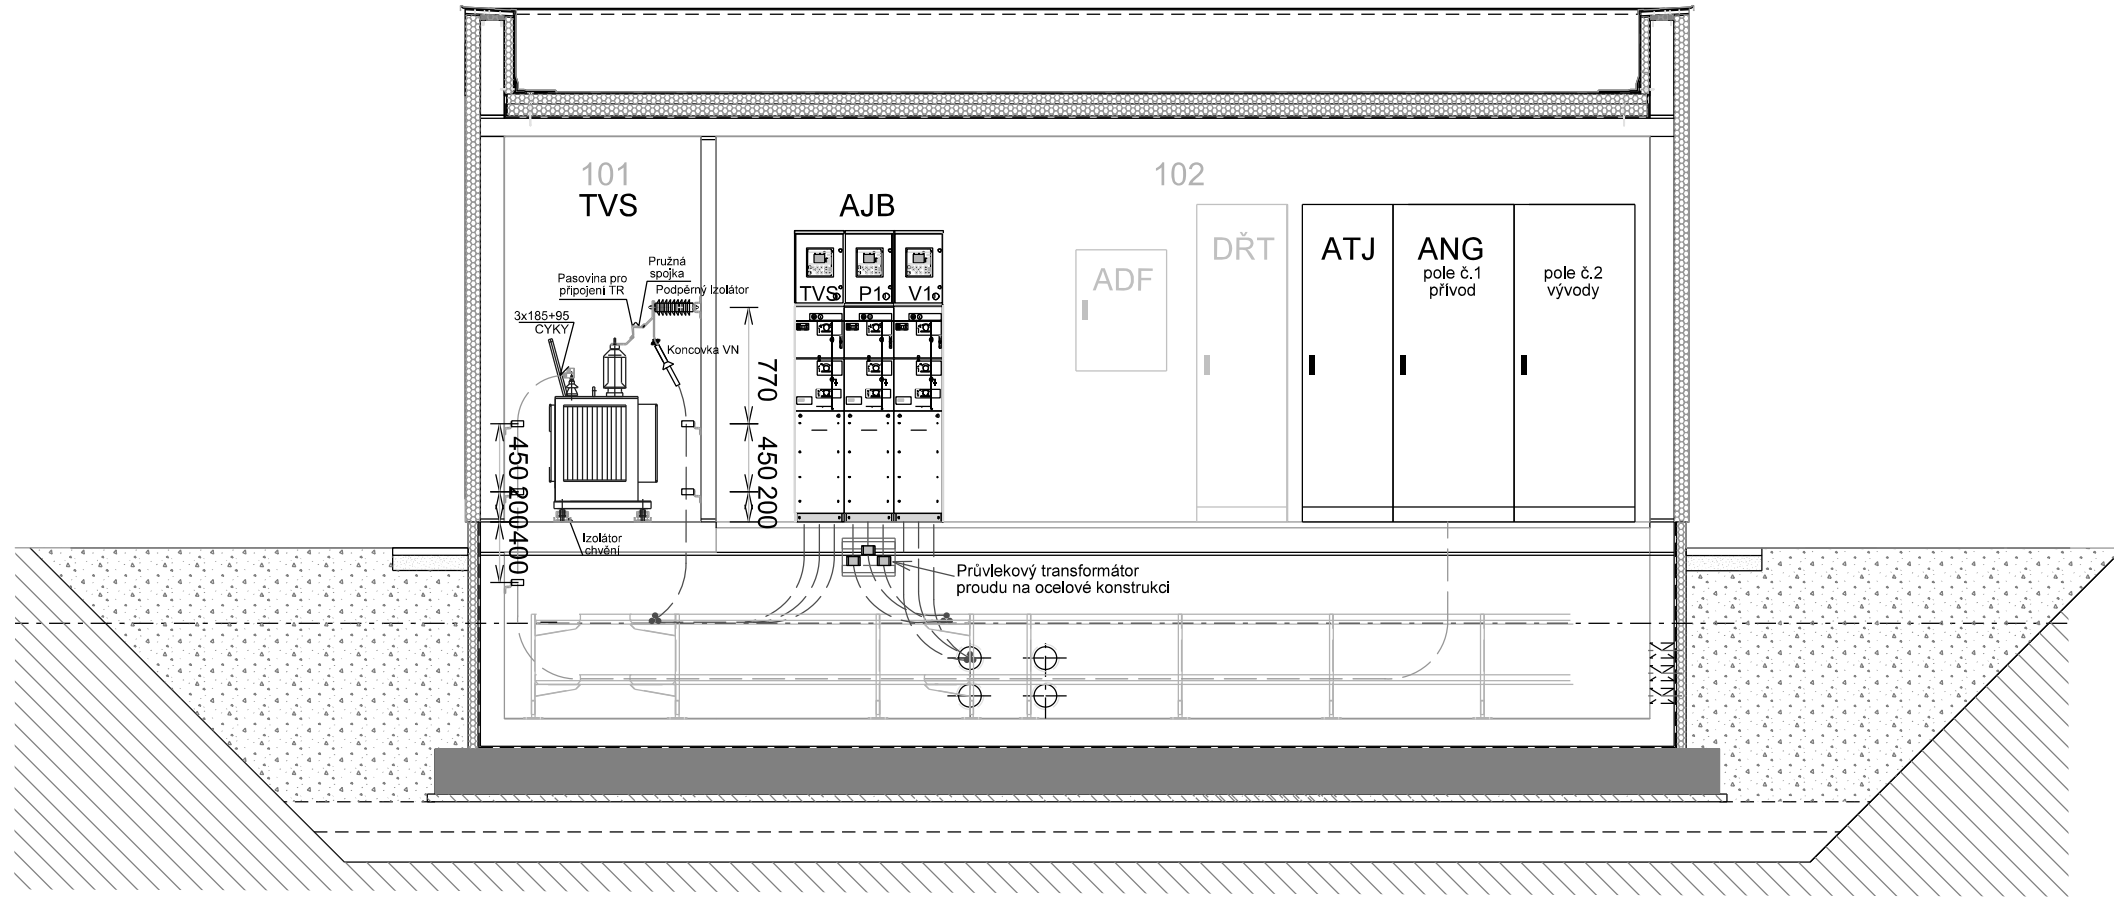 101
TVS
102
AJB
DŘT
ATJ
ANG
pole č.1
přívod
pole č.2
vývody
ADF
Pružná
spojka
Pasovina pro
připojení TR
Podpěrný Izolátor
TVS
P1
V1
3x185+95
CYKY
Koncovka VN
770
450
200
450
200
400
Izolátor
chvění
Průvlekový transformátor
proudu na ocelové konstrukci